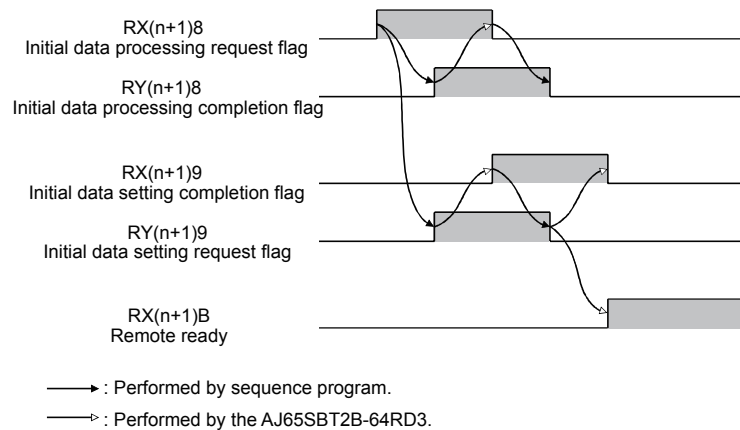 RX(n+1)8
Initial data processing request flag
RY(n+1)8
Initial data processing completion flag
RX(n+1)9
Initial data setting completion flag
RY(n+1)9
Initial data setting request flag
RX(n+1)B
Remote ready
: Performed by sequence program.
: Performed by the AJ65SBT2B-64RD3.